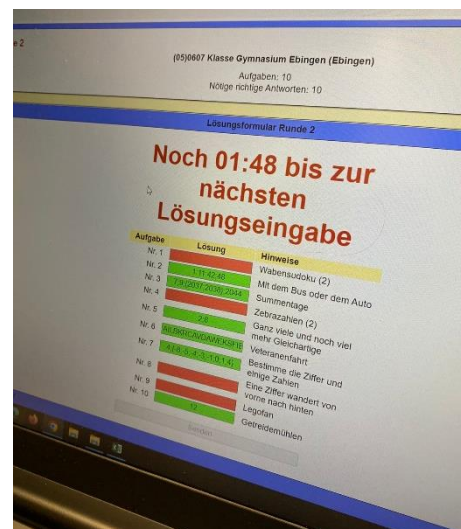 e 2
(05)0607 Klasse Gymnasium Ebingen (Ebingen)
Aufgaben: 10
Nötige richtige Antworten: 10
Lösungsformular Runde 2
Noch 01:48 bis zur
nächsten
Lösungseingabe
Aufgabe Lösung Hinweise
Nr. 1 Wabensudoku (2)
Nr. 2 Mit dem Bus oder dem Auto
Nr. 3 Summentage
Nr. 4 Zebrazahlen (2)
Nr. 5 2;8 Ganz viele und noch viel
mehr Gleichartige
Nr. 6 Veteranenfahrt
Nr. 7 Bestimme die Ziffer und
einige Zahlen
Nr. 8 Eine Ziffer wandert von
vorne nach hinten
Nr. 9 Legofan
Nr. 10 12 Getreidemühlen
Senden